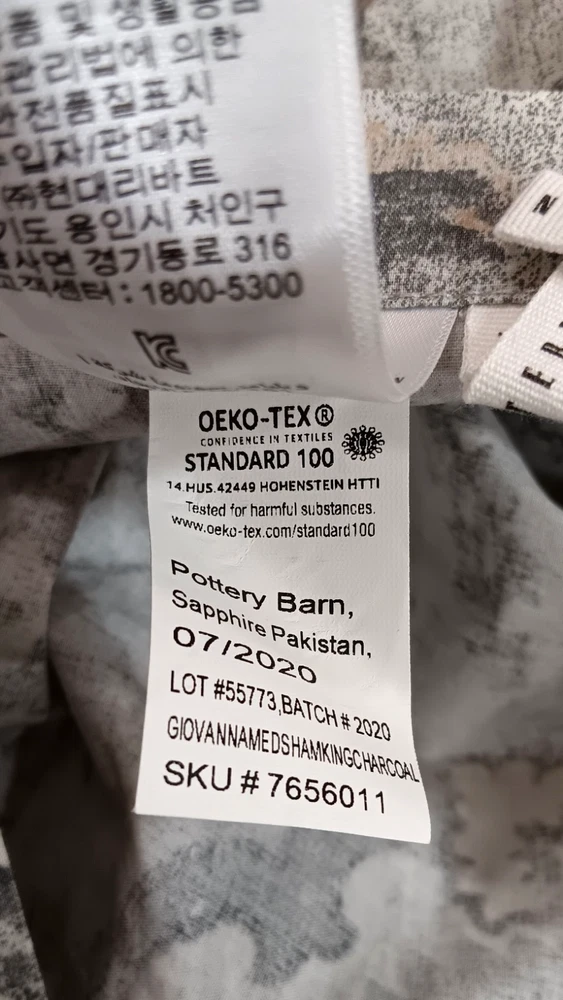 품 및 생활용품
관리법에 의한
안전품질표시
수입자/판매자
㈜현대리바트
기도 용인시 처인구
사면 경기동로 316
고객센터 : 1800-5300
OEKO-TEX®
CONFIDENCE IN TEXTILES
STANDARD 100
14.HUS.42449 HOHENSTEIN HTTI
Tested for harmful substances.
www.oeko-tex.com/standard100
Pottery Barn,
Sapphire Pakistan,
07/2020
LOT #55773,BATCH # 2020
GIOVANNAMEDSHAMKINGCHARCOAL
SKU # 7656011
N
TER